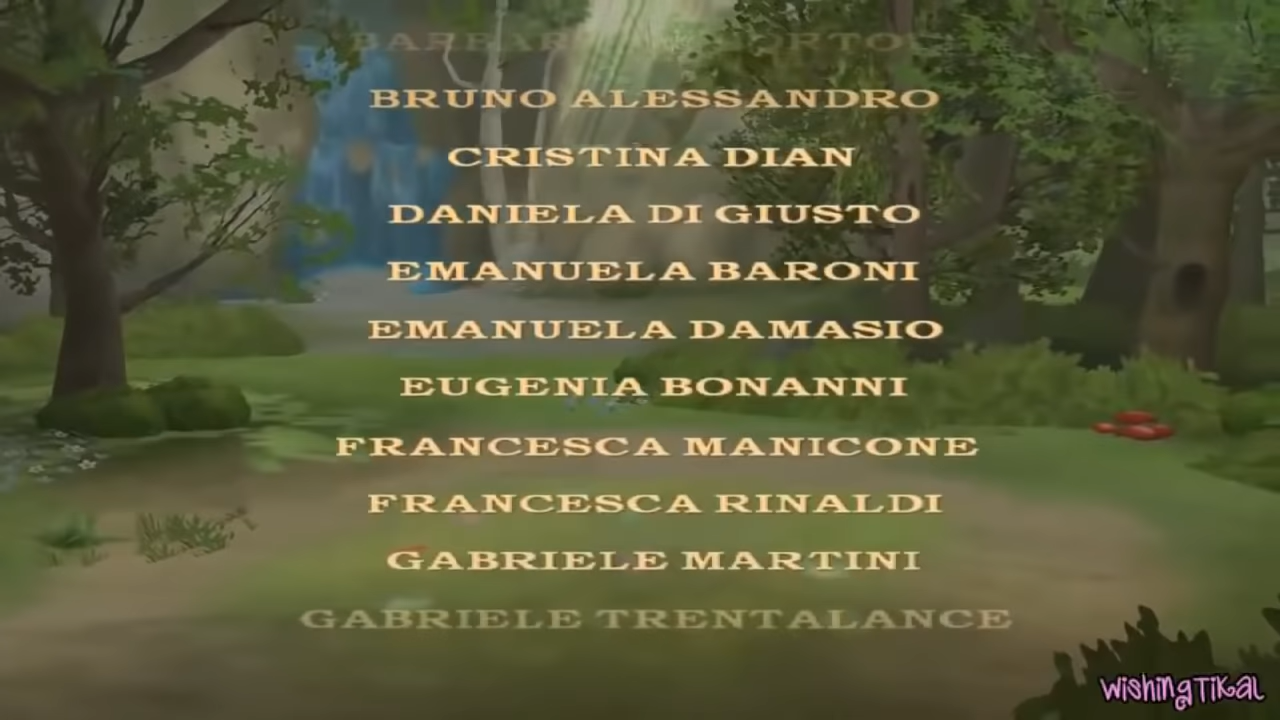 BRUNO ALESSANDRO
CRISTINA DIAN
DANIELA DI GIUSTO
EMANUELA BARONI
EMANUELA DAMASIO
EUGENIA BONANNI
FRANCESCA MANICONE
FRANCESCA RINALDI
GABRIELE MARTINI
GABRIELE TRENTALANCE
wishingTikal